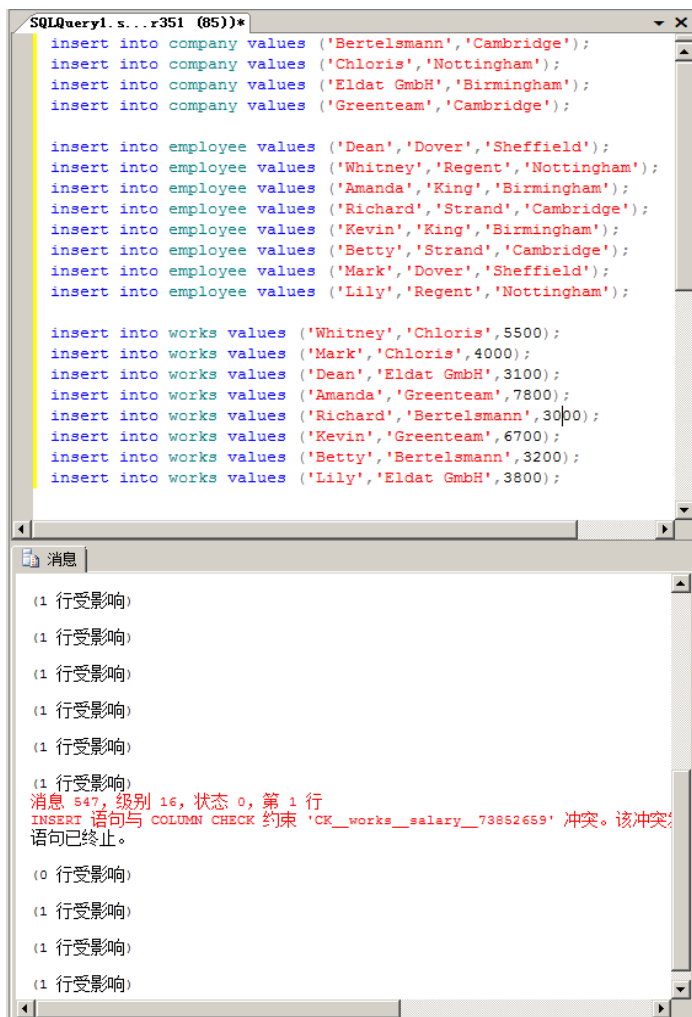 SQLQuery1.s...r351 (85))*
insert into company values ('Bertelsmann','Cambridge');
insert into company values ('Chloris','Nottingham');
insert into company values ('Eldat GmbH','Birmingham');
insert into company values ('Greenteam','Cambridge');
insert into employee values ('Dean','Dover','Sheffield');
insert into employee values ('Whitney','Regent','Nottingham');
insert into employee values ('Amanda','King','Birmingham');
insert into employee values ('Richard','Strand','Cambridge');
insert into employee values ('Kevin','King','Birmingham');
insert into employee values ('Betty','Strand','Cambridge');
insert into employee values ('Mark','Dover','Sheffield');
insert into employee values ('Lily','Regent','Nottingham');
insert into works values ('Whitney','Chloris',5500);
insert into works values ('Mark','Chloris',4000);
insert into works values ('Dean','Eldat GmbH',3100);
insert into works values ('Amanda','Greenteam',7800);
insert into works values ('Richard','Bertelsmann',3000);
insert into works values ('Kevin','Greenteam',6700);
insert into works values ('Betty','Bertelsmann',3200);
insert into works values ('Lily','Eldat GmbH',3800);
消息
(1 行受影响)
(1 行受影响)
(1 行受影响)
(1 行受影响)
(1 行受影响)
(1 行受影响)
消息 547，级别 16，状态 0，第 1 行
INSERT 语句与 COLUMN CHECK 约束 'CK__works__salary__73852659' 冲突。该冲突
语句已终止。
(0 行受影响)
(1 行受影响)
(1 行受影响)
(1 行受影响)